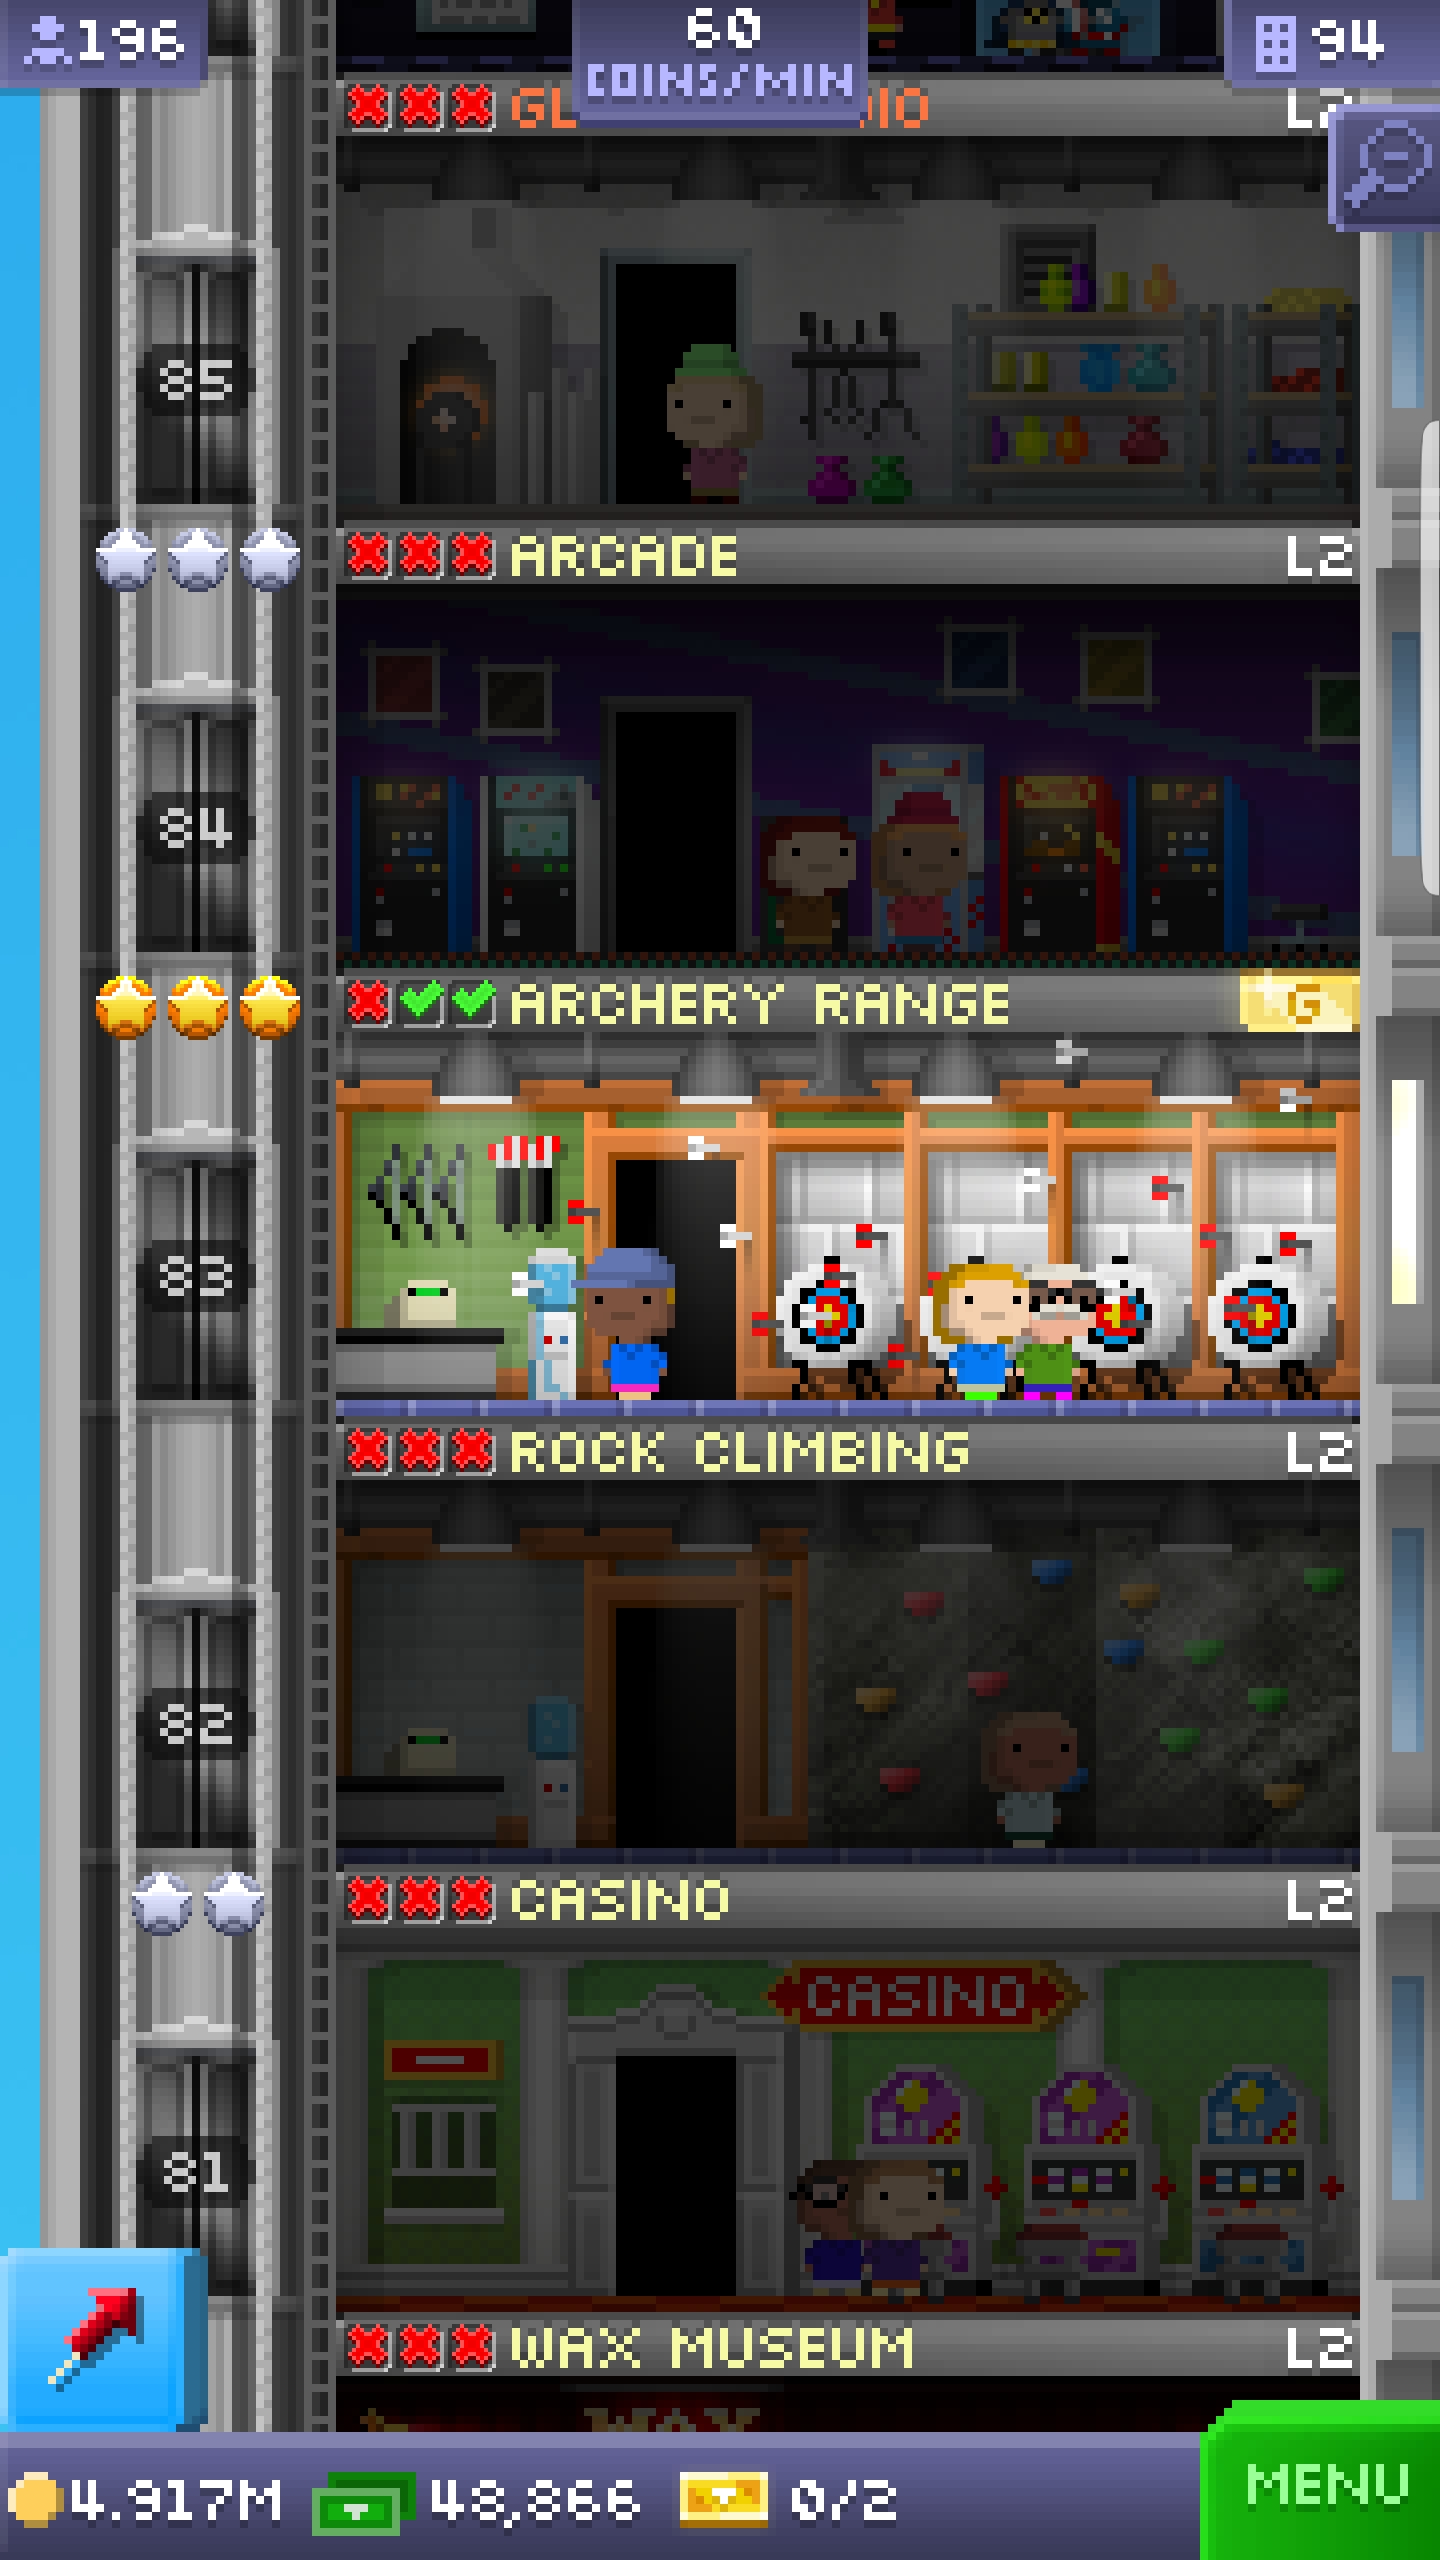 196
60
COINS/MIN
94
GL
IO
L2
85
ARCADE
L2
84
ARCHERY RANGE
G
83
ROCK CLIMBING
L2
82
CASINO
L2
CASINO
81
WAX MUSEUM
L2
WAX
4.917M
48,866
0/2
MENU